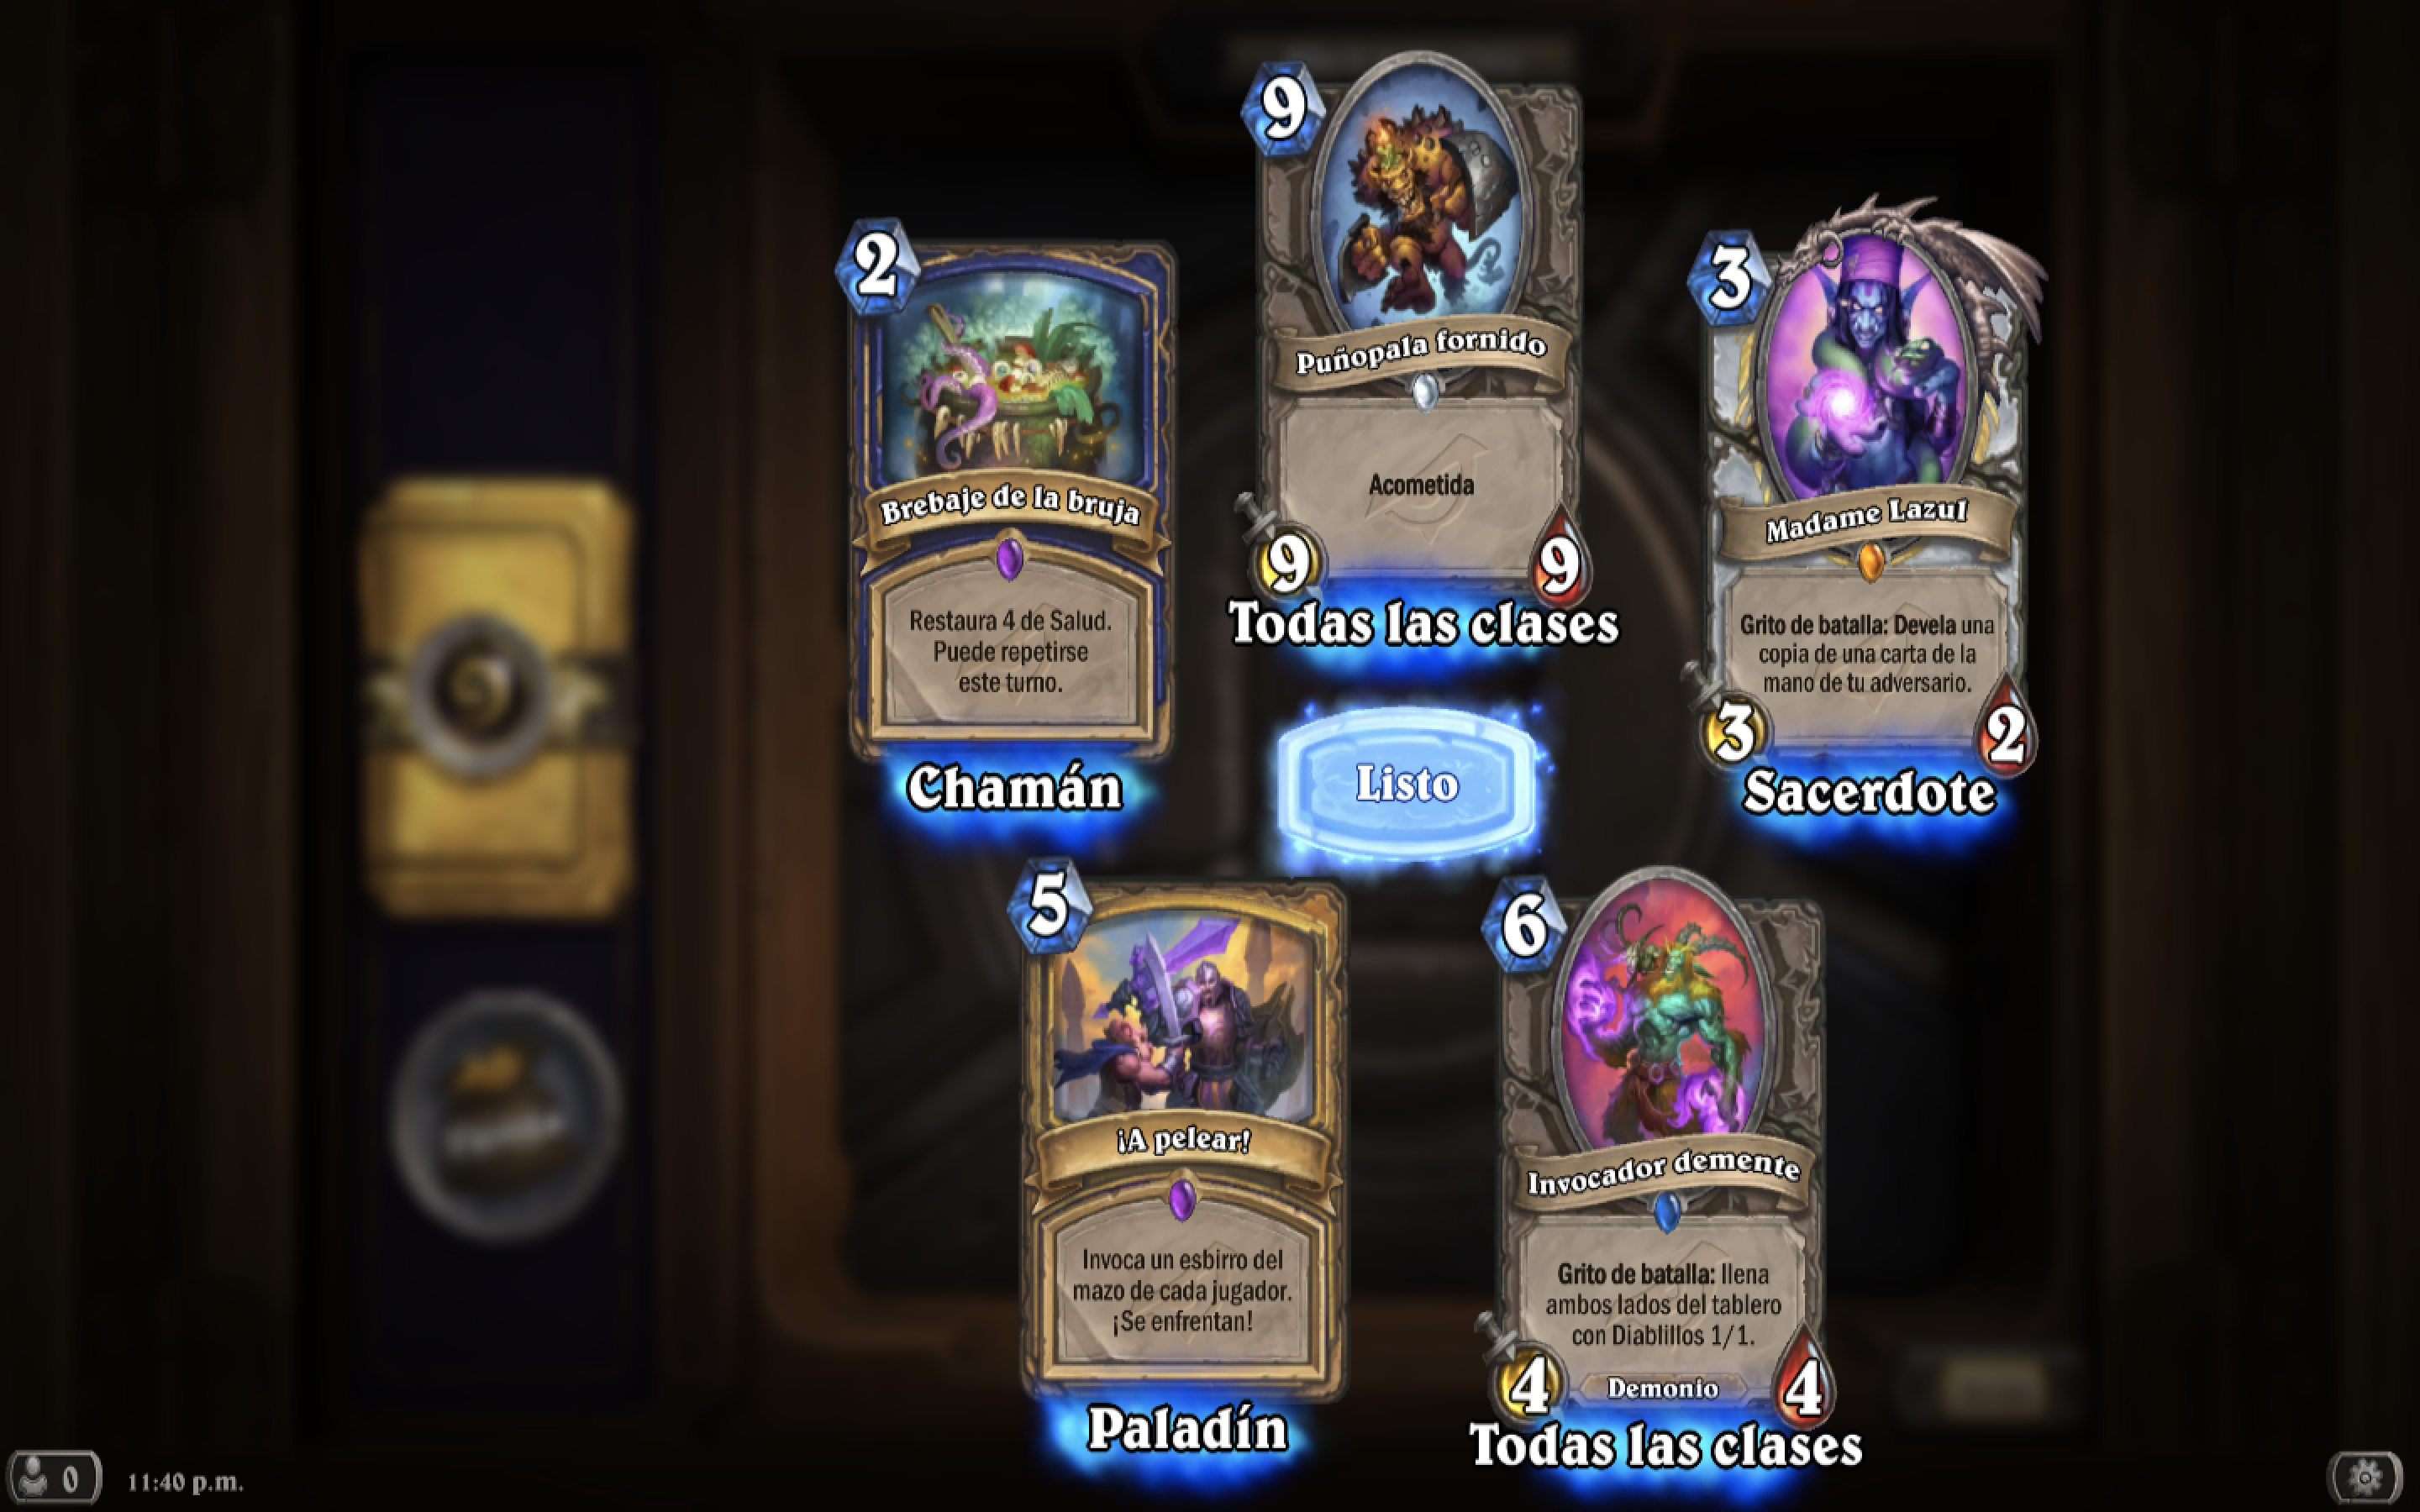 9
Puñopala fornido
Acometida
9
9
Todas las clases
2
Brebaje de la bruja
Restaura 4 de Salud.
Puede repetirse
este turno.
Chamán
3
Madame Lazul
Grito de batalla: Devela una
copia de una carta de la
mano de tu adversario.
3
2
Sacerdote
Listo
5
¡A pelear!
Invoca un esbirro del
mazo de cada jugador.
¡Se enfrentan!
Paladín
6
Invocador demente
Grito de batalla: llena
ambos lados del tablero
con Diablillos 1/1.
4
Demonio
4
Todas las clases
0
11:40 p.m.